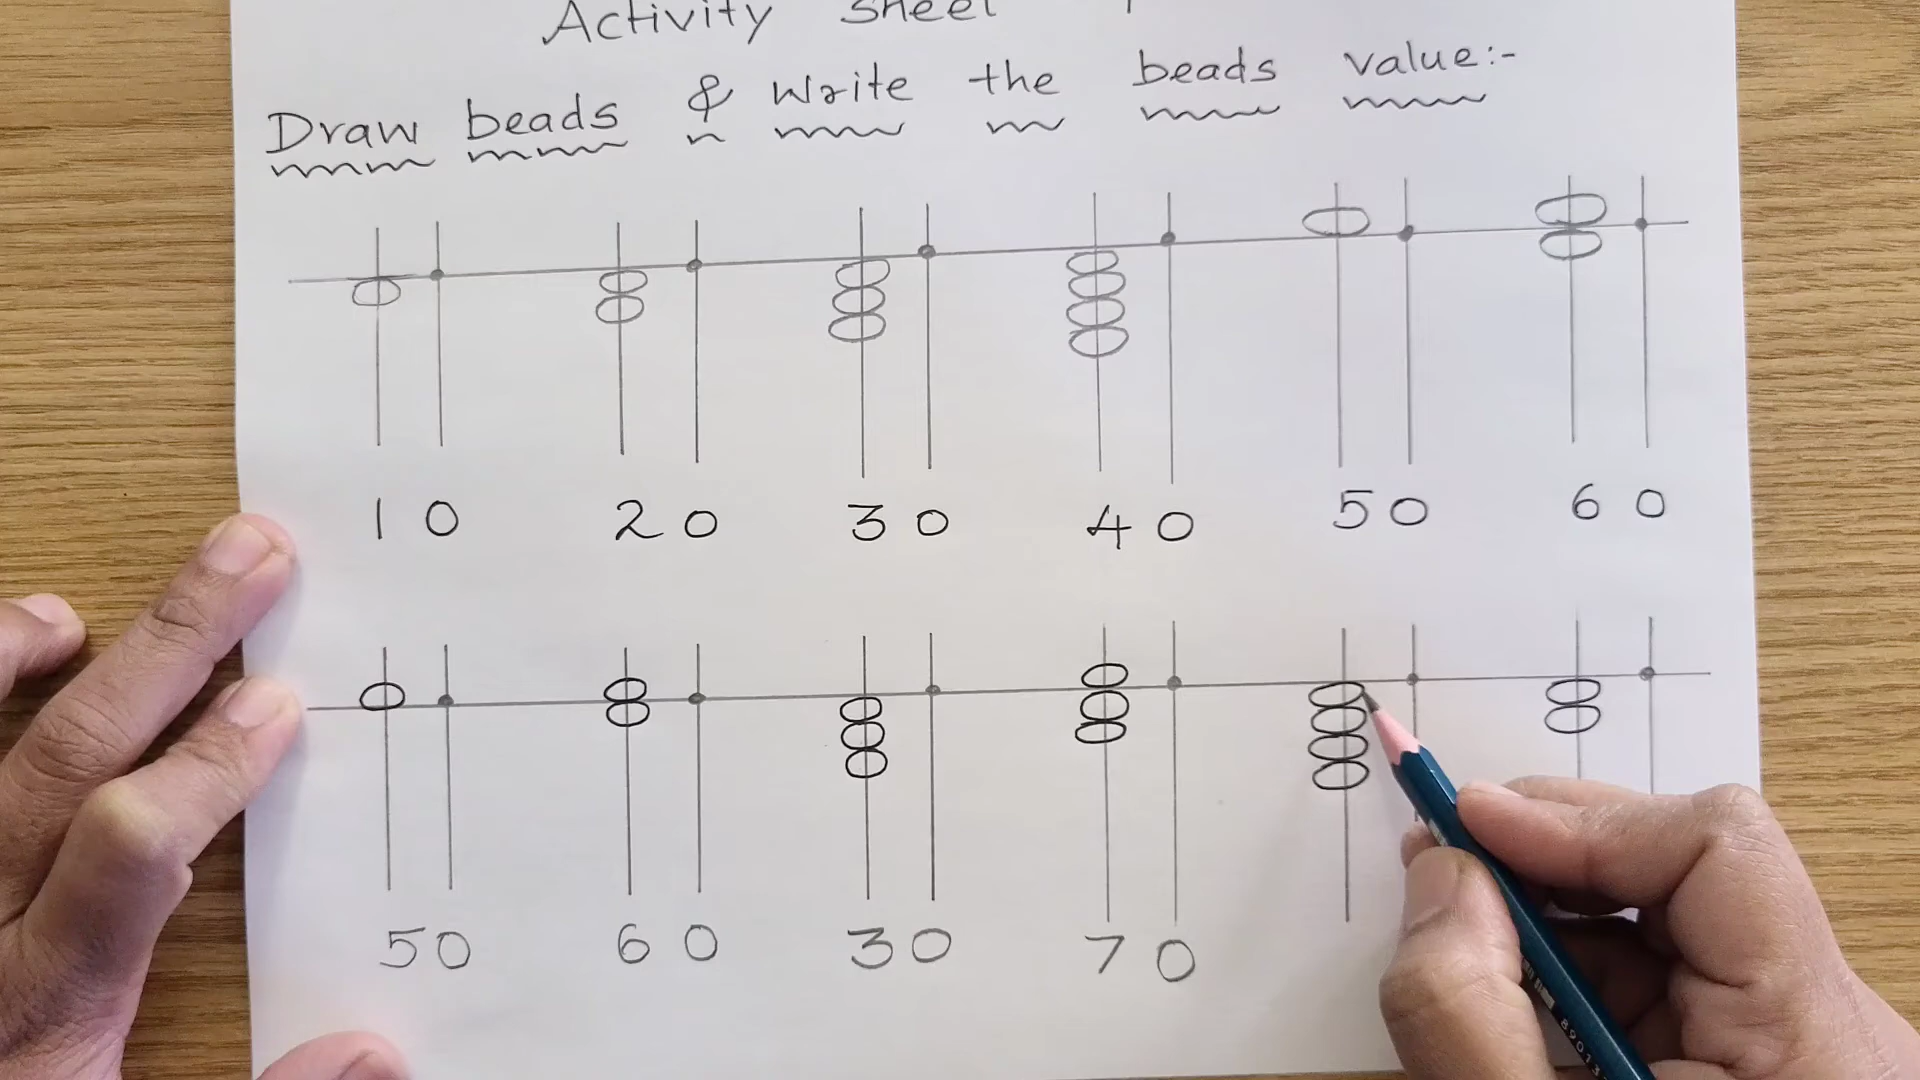 Activity Sheet
Draw beads & Write the beads value:-
10 20 30 40 50 60
50 60 30 70